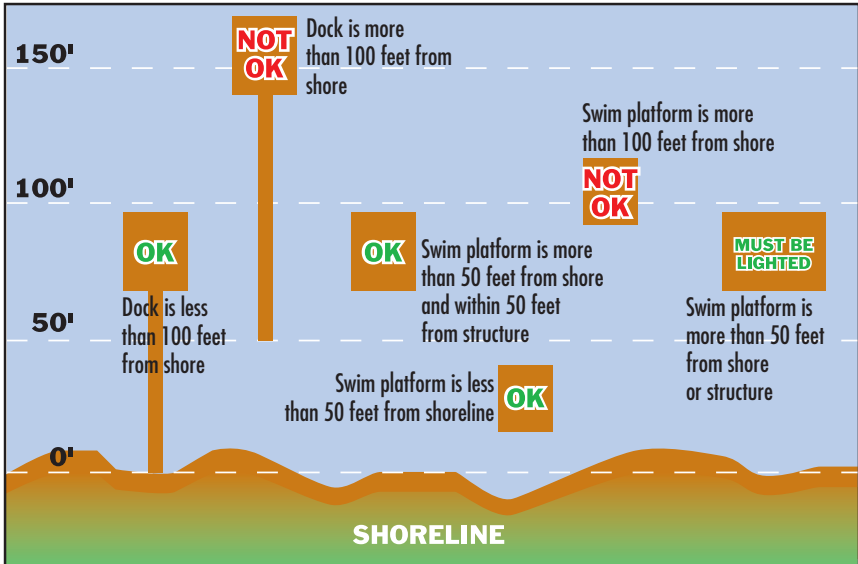 150'
NOT
OK
Dock is more
than 100 feet from
shore
Swim platform is more
than 100 feet from shore
100'
NOT
OK
OK
Dock is less
than 100 feet
from shore
OK
Swim platform is more
than 50 feet from shore
and within 50 feet
from structure
MUST BE
LIGHTED
Swim platform is
more than 50 feet
from shore
or structure
50'
Swim platform is less
than 50 feet from shoreline
OK
0'
SHORELINE